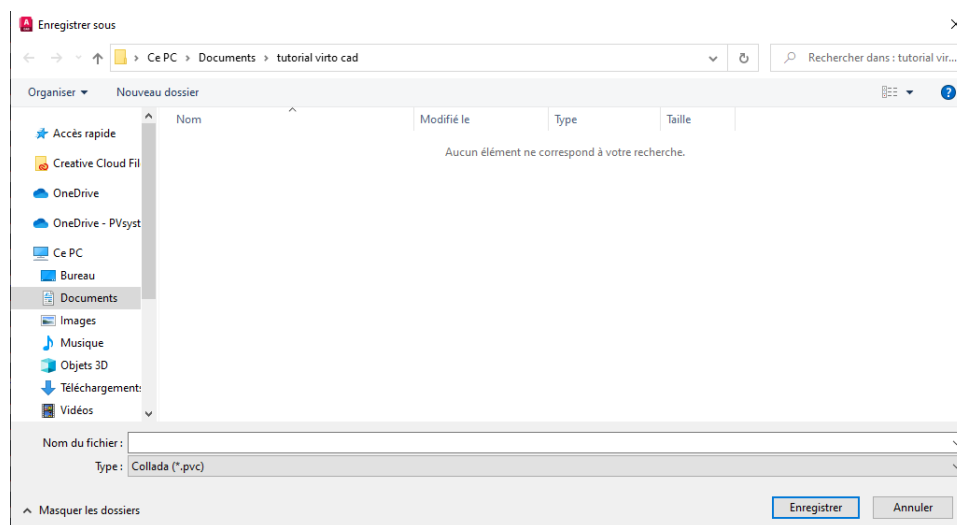 Enregistrer sous
Ce PC > Documents > tutorial virto cad
Rechercher dans : tutorial vir...
Organiser
Nouveau dossier
Nom
Modifié le
Type
Taille
Aucun élément ne correspond à votre recherche.
Accès rapide
Creative Cloud Fil
OneDrive
OneDrive - PVsyst
Ce PC
Bureau
Documents
Images
Musique
Objets 3D
Téléchargements
Vidéos
Nom du fichier :
Type : Collada (*.pvc)
Masquer les dossiers
Enregistrer
Annuler